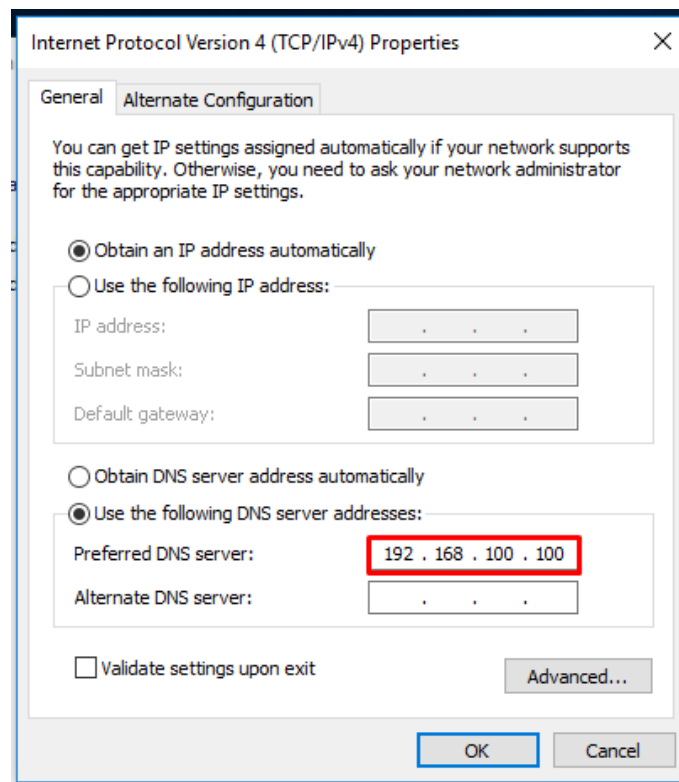 Internet Protocol Version 4 (TCP/IPv4) Properties
General
Alternate Configuration
You can get IP settings assigned automatically if your network supports
this capability. Otherwise, you need to ask your network administrator
for the appropriate IP settings.
Obtain an IP address automatically
Use the following IP address:
IP address:
. . .
Subnet mask:
. . .
Default gateway:
. . .
Obtain DNS server address automatically
Use the following DNS server addresses:
Preferred DNS server:
192 . 168 . 100 . 100
Alternate DNS server:
. . .
Validate settings upon exit
Advanced...
OK
Cancel